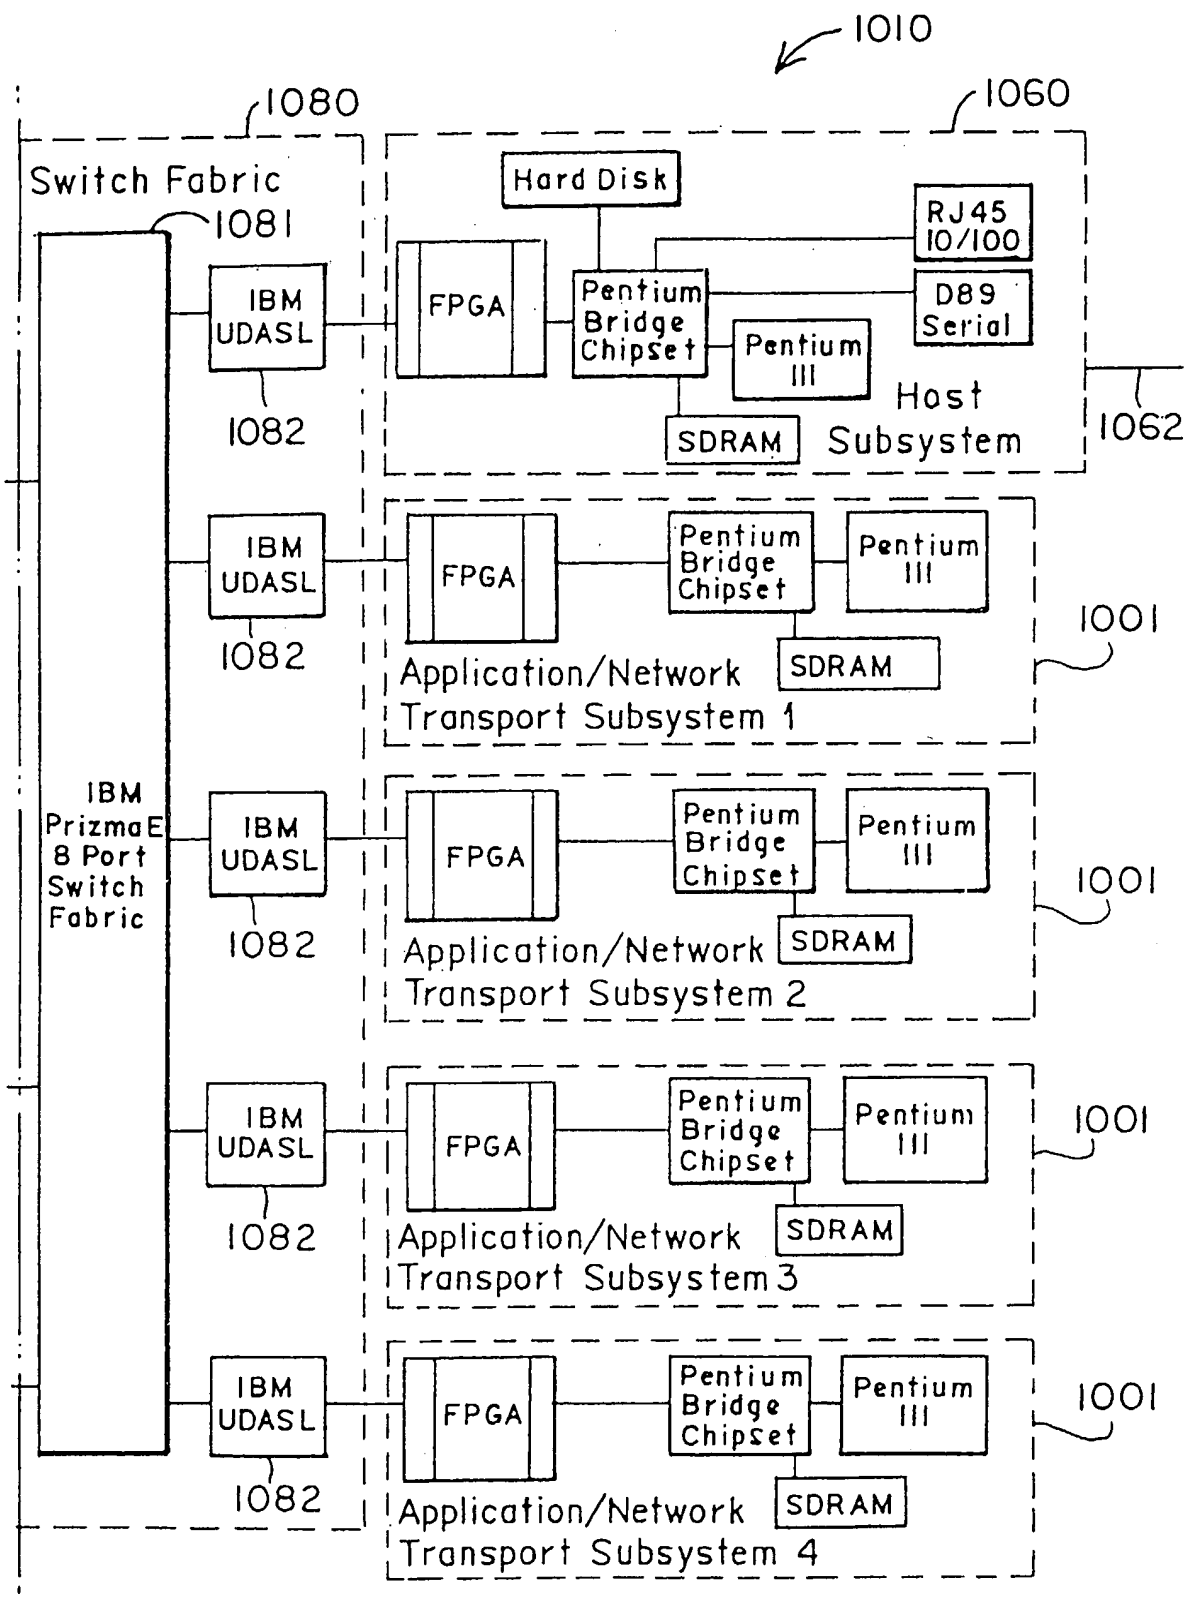 1010
1080
1060
Switch Fabric
1081
Hard Disk
RJ45
10/100
IBM
UDASL
1082
FPGA
Pentium
Bridge
Chipset
D89
Serial
Pentium
III
SDRAM
Host
Subsystem
1062
IBM
UDASL
1082
FPGA
Pentium
Bridge
Chipset
Pentium
III
SDRAM
Application/Network
Transport Subsystem 1
1001
IBM
PrizmaE
8 Port
Switch
Fabric
IBM
UDASL
1082
FPGA
Pentium
Bridge
Chipset
Pentium
III
SDRAM
Application/Network
Transport Subsystem 2
1001
IBM
UDASL
1082
FPGA
Pentium
Bridge
Chipset
Pentium
III
SDRAM
Application/Network
Transport Subsystem 3
1001
IBM
UDASL
1082
FPGA
Pentium
Bridge
Chipset
Pentium
III
SDRAM
Application/Network
Transport Subsystem 4
1001